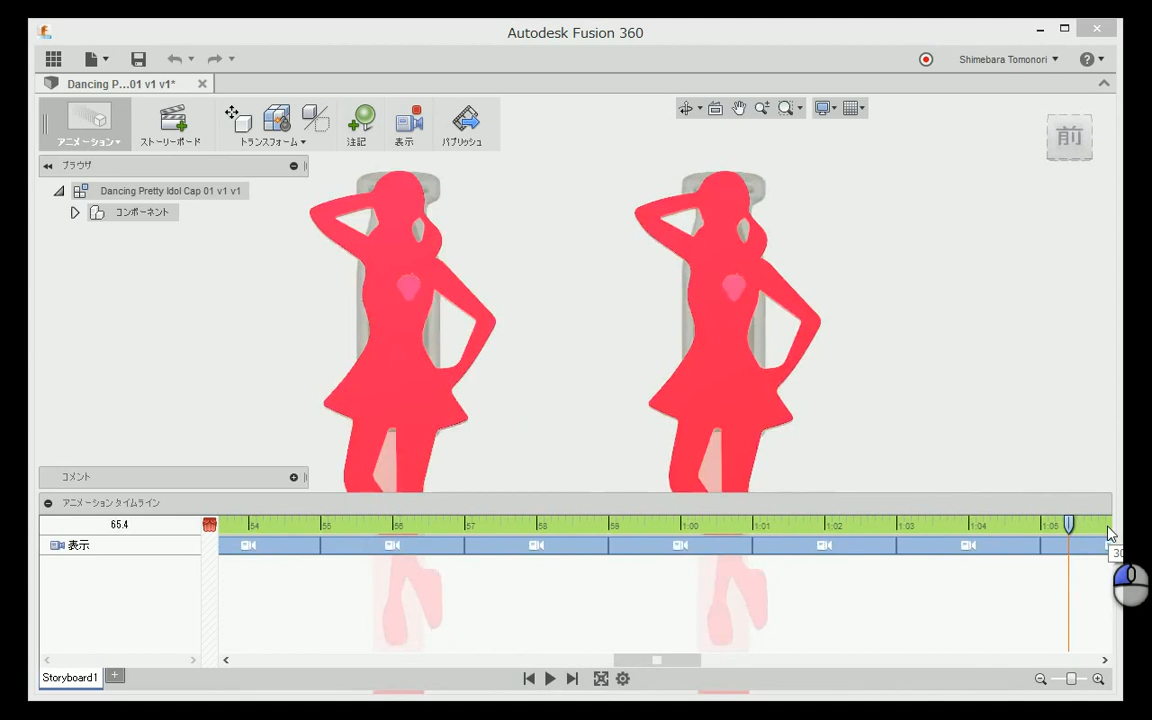 Autodesk Fusion 360
Shimebara Tomonori
Dancing P...01 v1 v1*
アニメーション
ストーリーボード
トランスフォーム
注記
表示
パブリッシュ
前
ブラウザ
Dancing Pretty Idol Cap 01 v1 v1
コンポーネント
コメント
アニメーションタイムライン
65.4
54 55 56 57 58 59 1:00 1:01 1:02 1:03 1:04 1:05
表示
30
Storyboard1